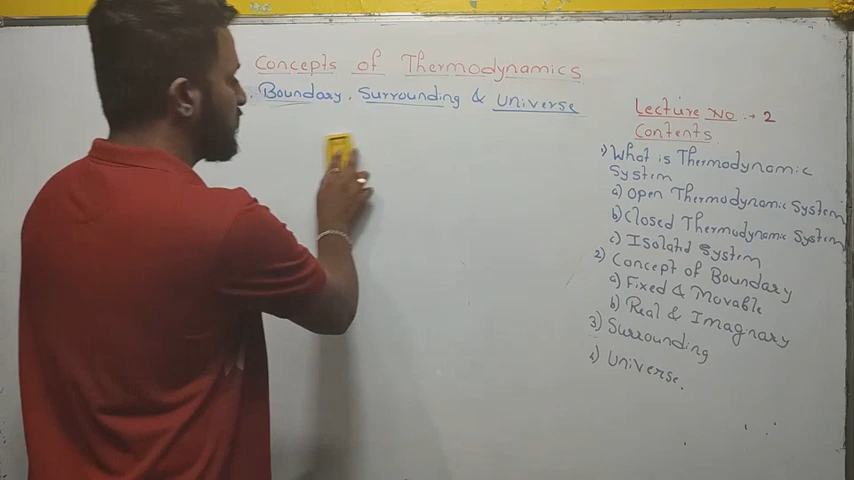 Concepts of Thermodynamics
. Boundary, Surrounding & Universe
Lecture No :- 2
Contents
1) What is Thermodynamic
System
a) Open Thermodynamic System
b) Closed Thermodynamic System
c) Isolated System
2) Concept of Boundary
a) Fixed & Movable
b) Real & Imagnary
3) Surrounding
4) Universe.